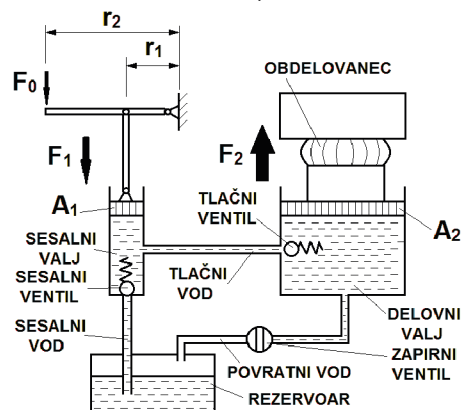 r₂
r₁
F₀
F₁
F₂
OBDELOVANEC
A₁
A₂
TLAČNI
VENTIL
SESALNI
VALJ
SESALNI
VENTIL
TLAČNI
VOD
SESALNI
VOD
DELOVNI
VALJ
ZAPIRNI
VENTIL
POVRATNI VOD
REZERVOAR